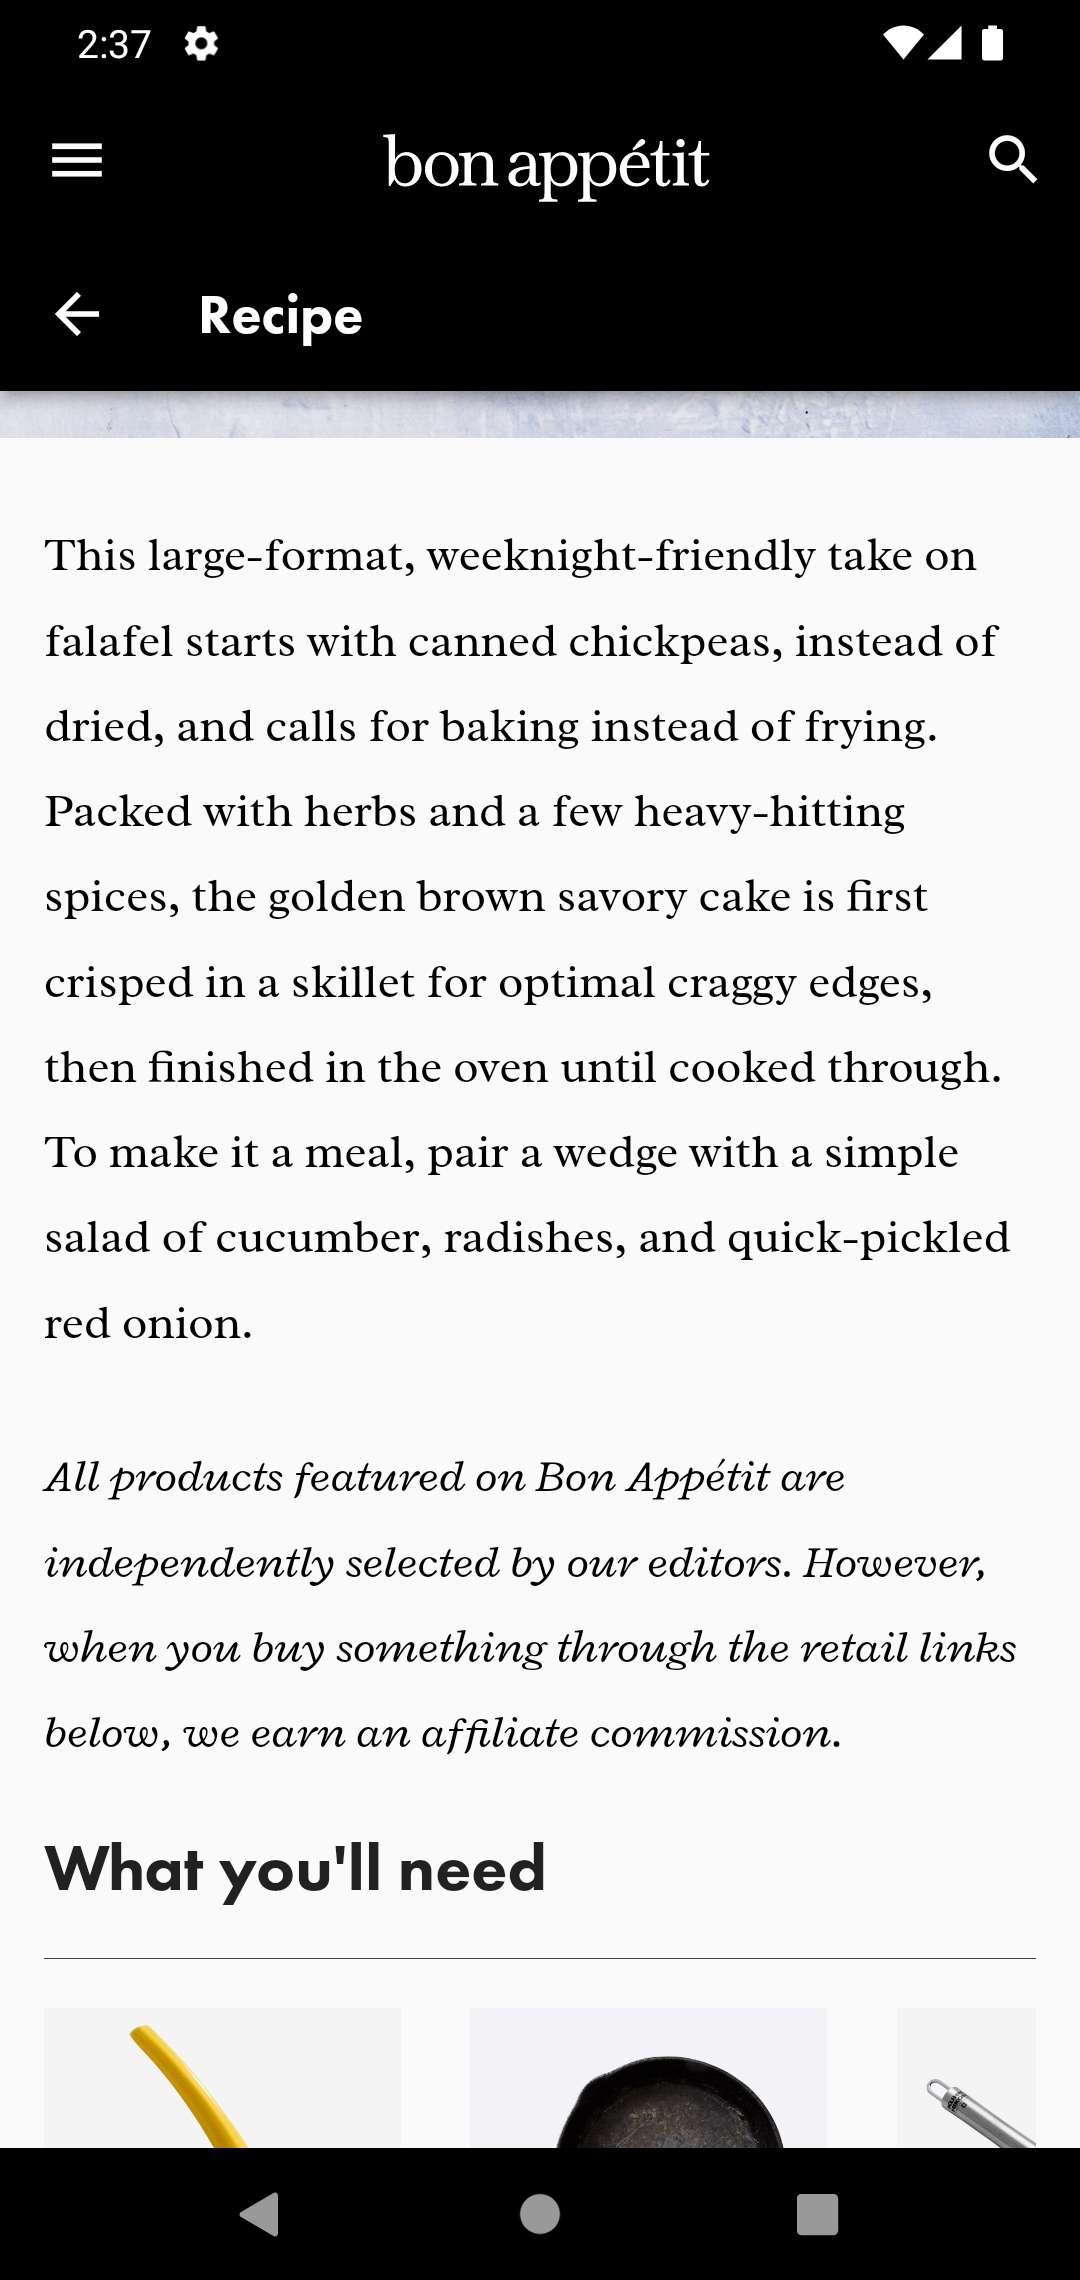 2:37
bon appétit
Recipe
This large-format, weeknight-friendly take on
falafel starts with canned chickpeas, instead of
dried, and calls for baking instead of frying.
Packed with herbs and a few heavy-hitting
spices, the golden brown savory cake is first
crisped in a skillet for optimal craggy edges,
then finished in the oven until cooked through.
To make it a meal, pair a wedge with a simple
salad of cucumber, radishes, and quick-pickled
red onion.
All products featured on Bon Appétit are
independently selected by our editors. However,
when you buy something through the retail links
below, we earn an affiliate commission.
What you'll need